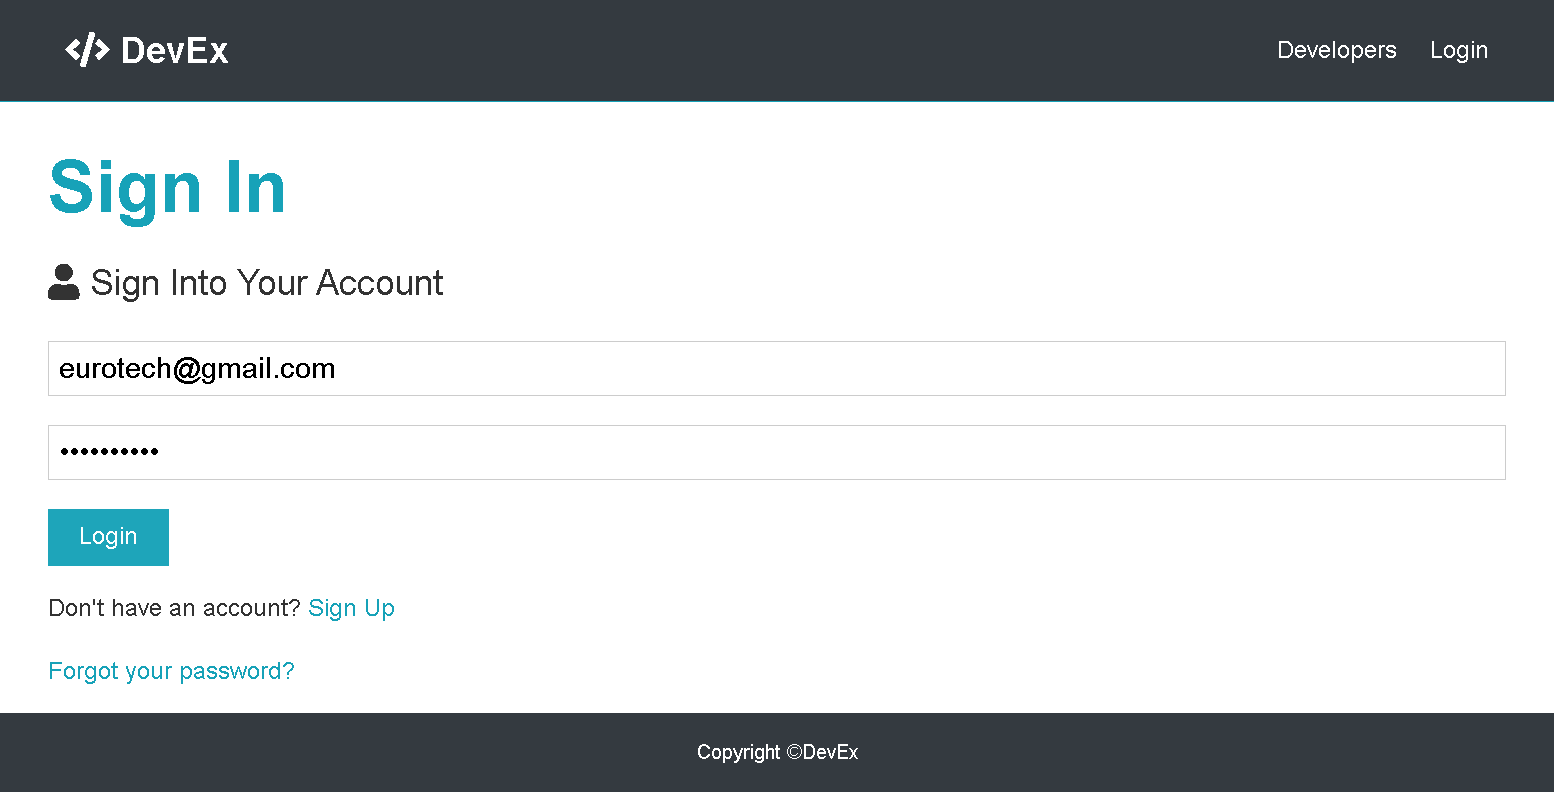 DevEx
Developers Login
Sign In
Sign Into Your Account
eurotech@gmail.com
••••••••••
Login
Don't have an account? Sign Up
Forgot your password?
Copyright ©DevEx